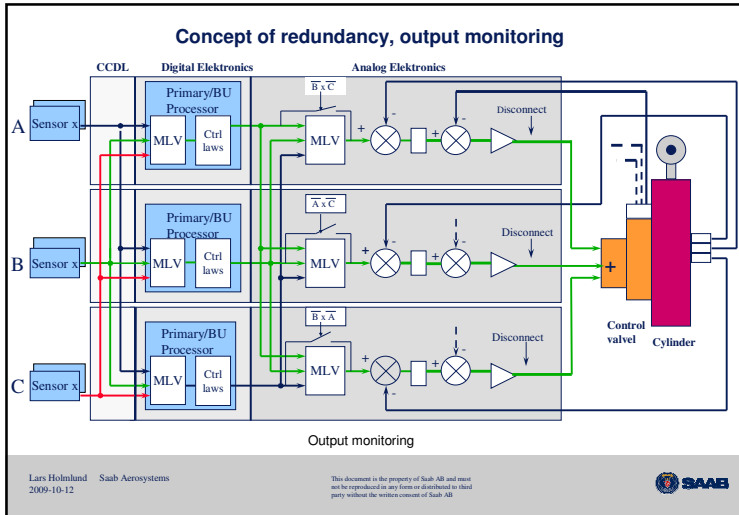 Concept of redundancy, output monitoring
CCDL
Digital Elektronics
Analog Elektronics
A
Sensor x
Primary/BU
Processor
MLV
Ctrl
laws
B x C
MLV
+
-
+
-
Disconnect
B
Sensor x
Primary/BU
Processor
MLV
Ctrl
laws
A x C
MLV
+
-
+
-
Disconnect
C
Sensor x
Primary/BU
Processor
MLV
Ctrl
laws
B x A
MLV
+
-
+
-
Disconnect
+
Control
valvel
Cylinder
Output monitoring
Lars Holmlund Saab Aerosystems
2009-10-12
This document is the property of Saab AB and must
not be reproduced in any form or distributed to third
party without the written consent of Saab AB
SAAB